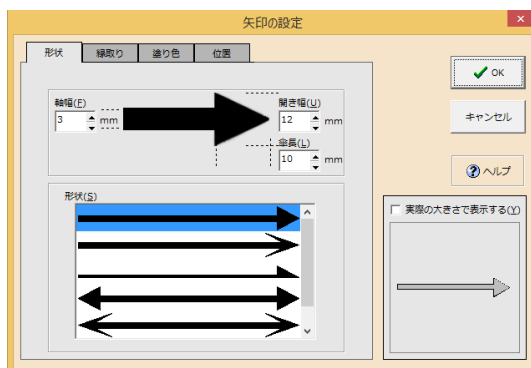 矢印の設定
形状 縁取り 塗り色 位置
軸幅(F)
3 mm
開き幅(U)
12 mm
傘長(L)
10 mm
形状(S)
OK
キャンセル
ヘルプ
実際の大きさで表示する(Y)